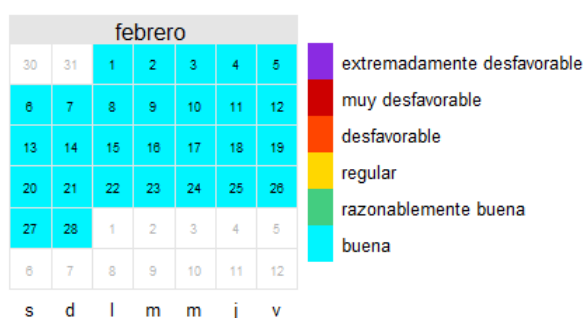 febrero
30 31 1 2 3 4 5
6 7 8 9 10 11 12
13 14 15 16 17 18 19
20 21 22 23 24 25 26
27 28 1 2 3 4 5
6 7 8 9 10 11 12
s d l m m j v
extremadamente desfavorable
muy desfavorable
desfavorable
regular
razonablemente buena
buena